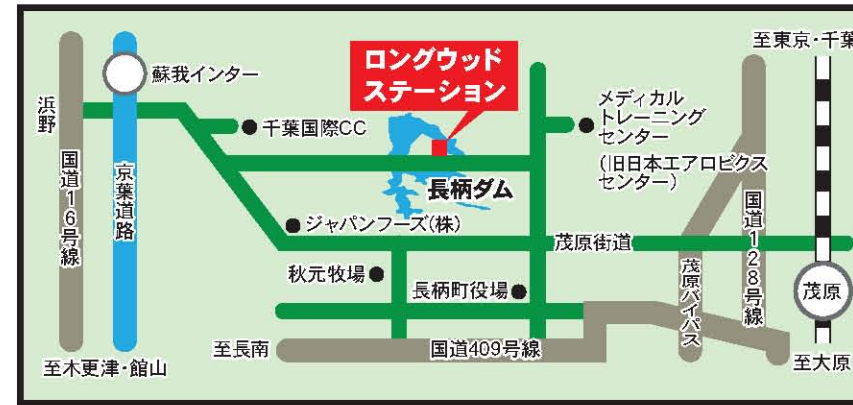 至東京・千葉
ロングウッド
ステーション
蘇我インター
浜野
千葉国際CC
メディカル
トレーニング
センター
(旧日本エアロビクス
センター)
国道16号線
京葉道路
長柄ダム
ジャパンフーズ(株)
国道128号線
茂原街道
秋元牧場
長柄町役場
茂原バイパス
茂原
至長南
国道409号線
至木更津・館山
至大原